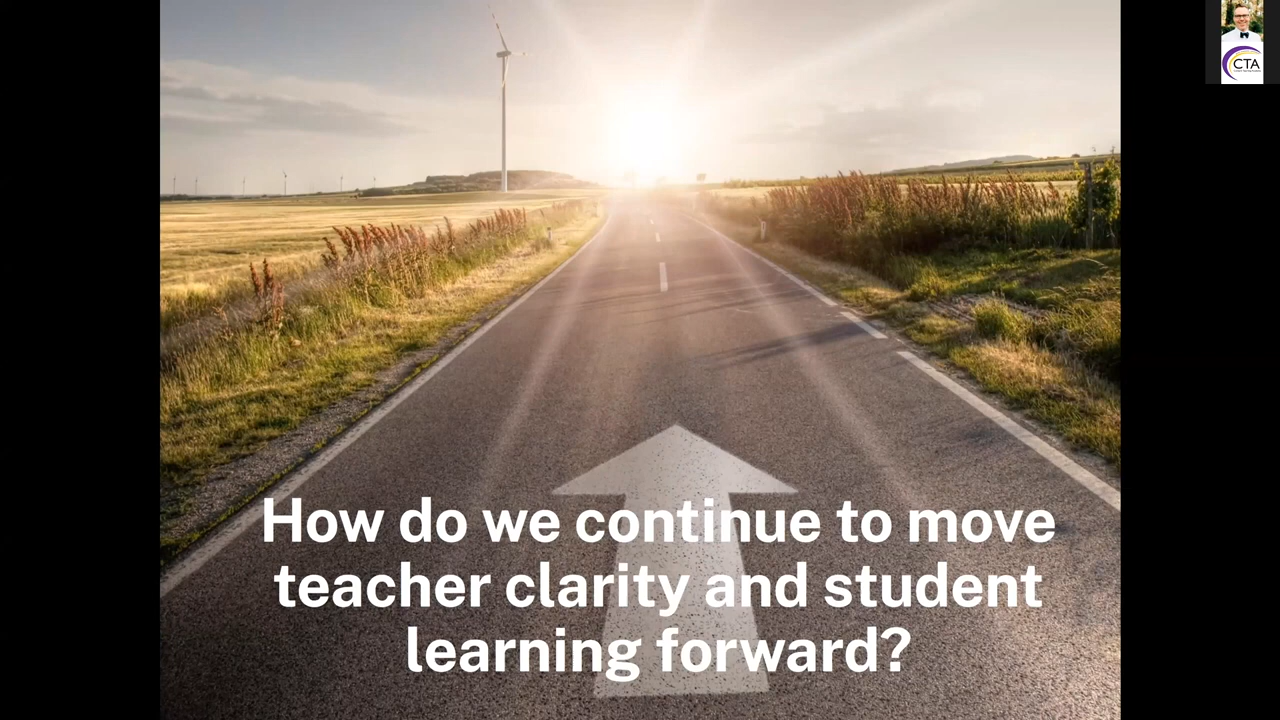 How do we continue to move
teacher clarity and student
learning forward?
CTA